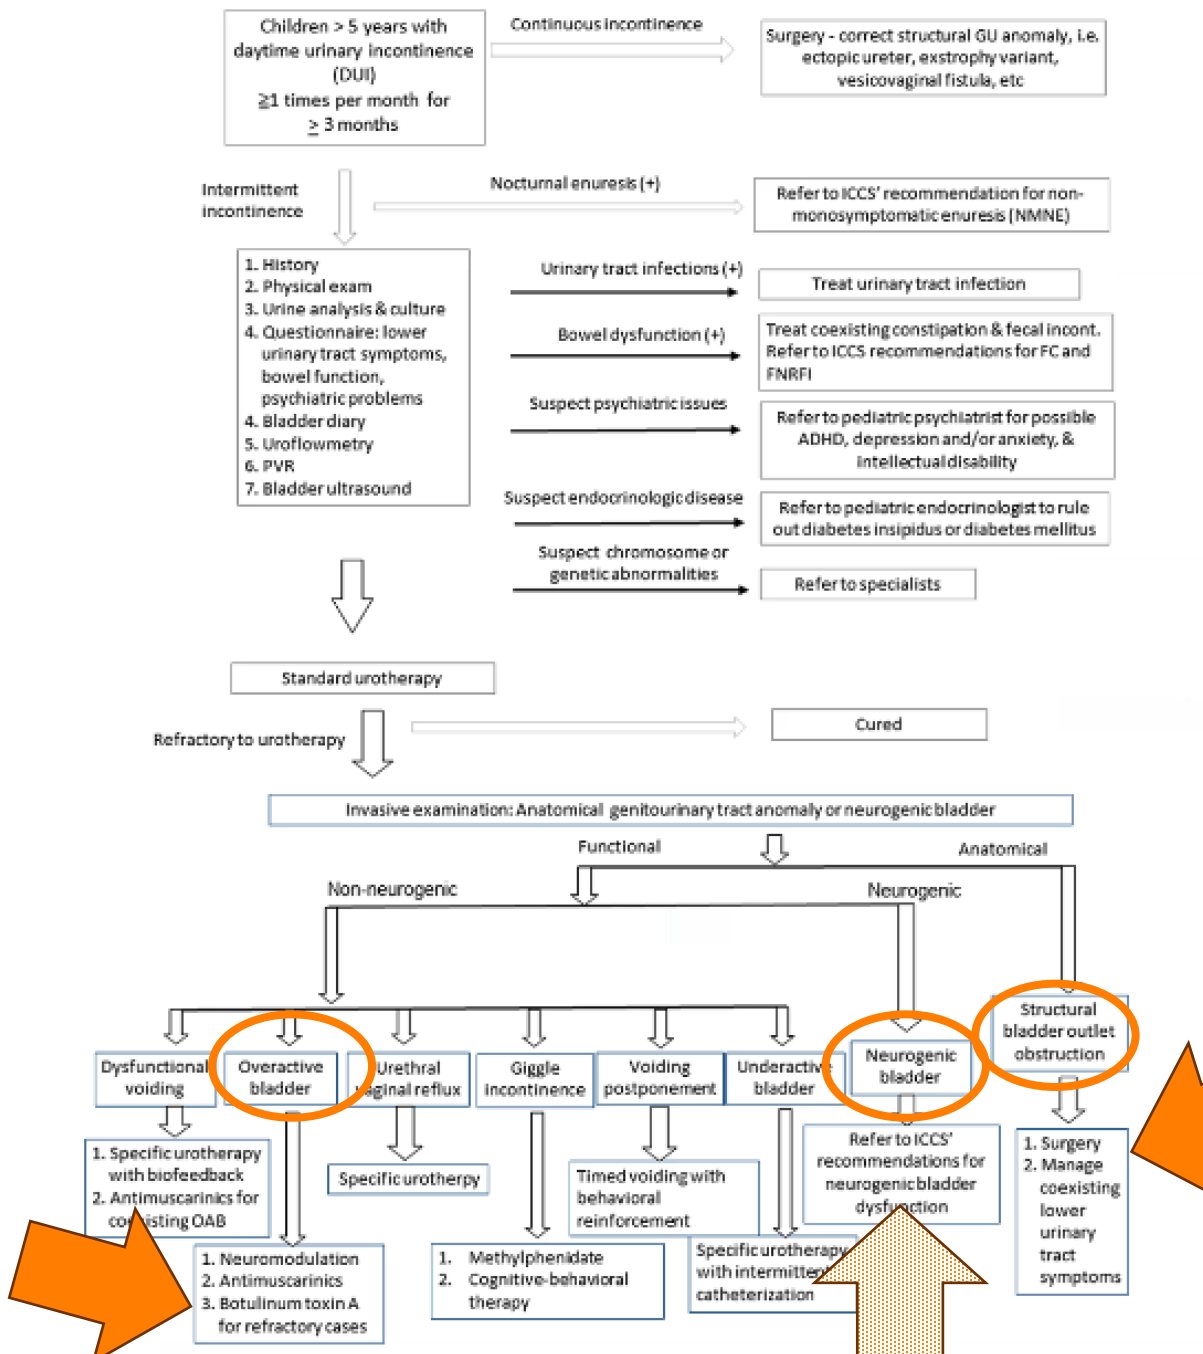 Children > 5 years with
daytime urinary incontinence
(DUI)
≥1 times per month for
≥ 3 months
Continuous incontinence
Surgery - correct structural GU anomaly, i.e.
ectopic ureter, exstrophy variant,
vesicovaginal fistula, etc
Intermittent
incontinence
Nocturnal enuresis (+)
Refer to ICCS' recommendation for non-
monosymptomatic enuresis (NMNE)
1. History
2. Physical exam
3. Urine analysis & culture
4. Questionnaire: lower
urinary tract symptoms,
bowel function,
psychiatric problems
4. Bladder diary
5. Uroflowmetry
6. PVR
7. Bladder ultrasound
Urinary tract infections (+)
Treat urinary tract infection
Bowel dysfunction (+)
Treat coexisting constipation & fecal incont.
Refer to ICCS recommendations for FC and
FNRFI
Suspect psychiatric issues
Refer to pediatric psychiatrist for possible
ADHD, depression and/or anxiety, &
intellectual disability
Suspect endocrinologic disease
Refer to pediatric endocrinologist to rule
out diabetes insipidus or diabetes mellitus
Suspect chromosome or
genetic abnormalities
Refer to specialists
Standard urotherapy
Refractory to urotherapy
Cured
Invasive examination: Anatomical genitourinary tract anomaly or neurogenic bladder
Functional
Anatomical
Non-neurogenic
Neurogenic
Dysfunctional
voiding
Overactive
bladder
Urethral
vaginal reflux
Giggle
incontinence
Voiding
postponement
Underactive
bladder
Neurogenic
bladder
Structural
bladder outlet
obstruction
1. Specific urotherapy
with biofeedback
2. Antimuscarinics for
coexisting OAB
1. Neuromodulation
2. Antimuscarinics
3. Botulinum toxin A
for refractory cases
Specific urotherpy
1. Methylphenidate
2. Cognitive-behavioral
therapy
Timed voiding with
behavioral
reinforcement
Specific urotherapy
with intermittent
catheterization
Refer to ICCS'
recommendations for
neurogenic bladder
dysfunction
1. Surgery
2. Manage
coexisting
lower
urinary
tract
symptoms